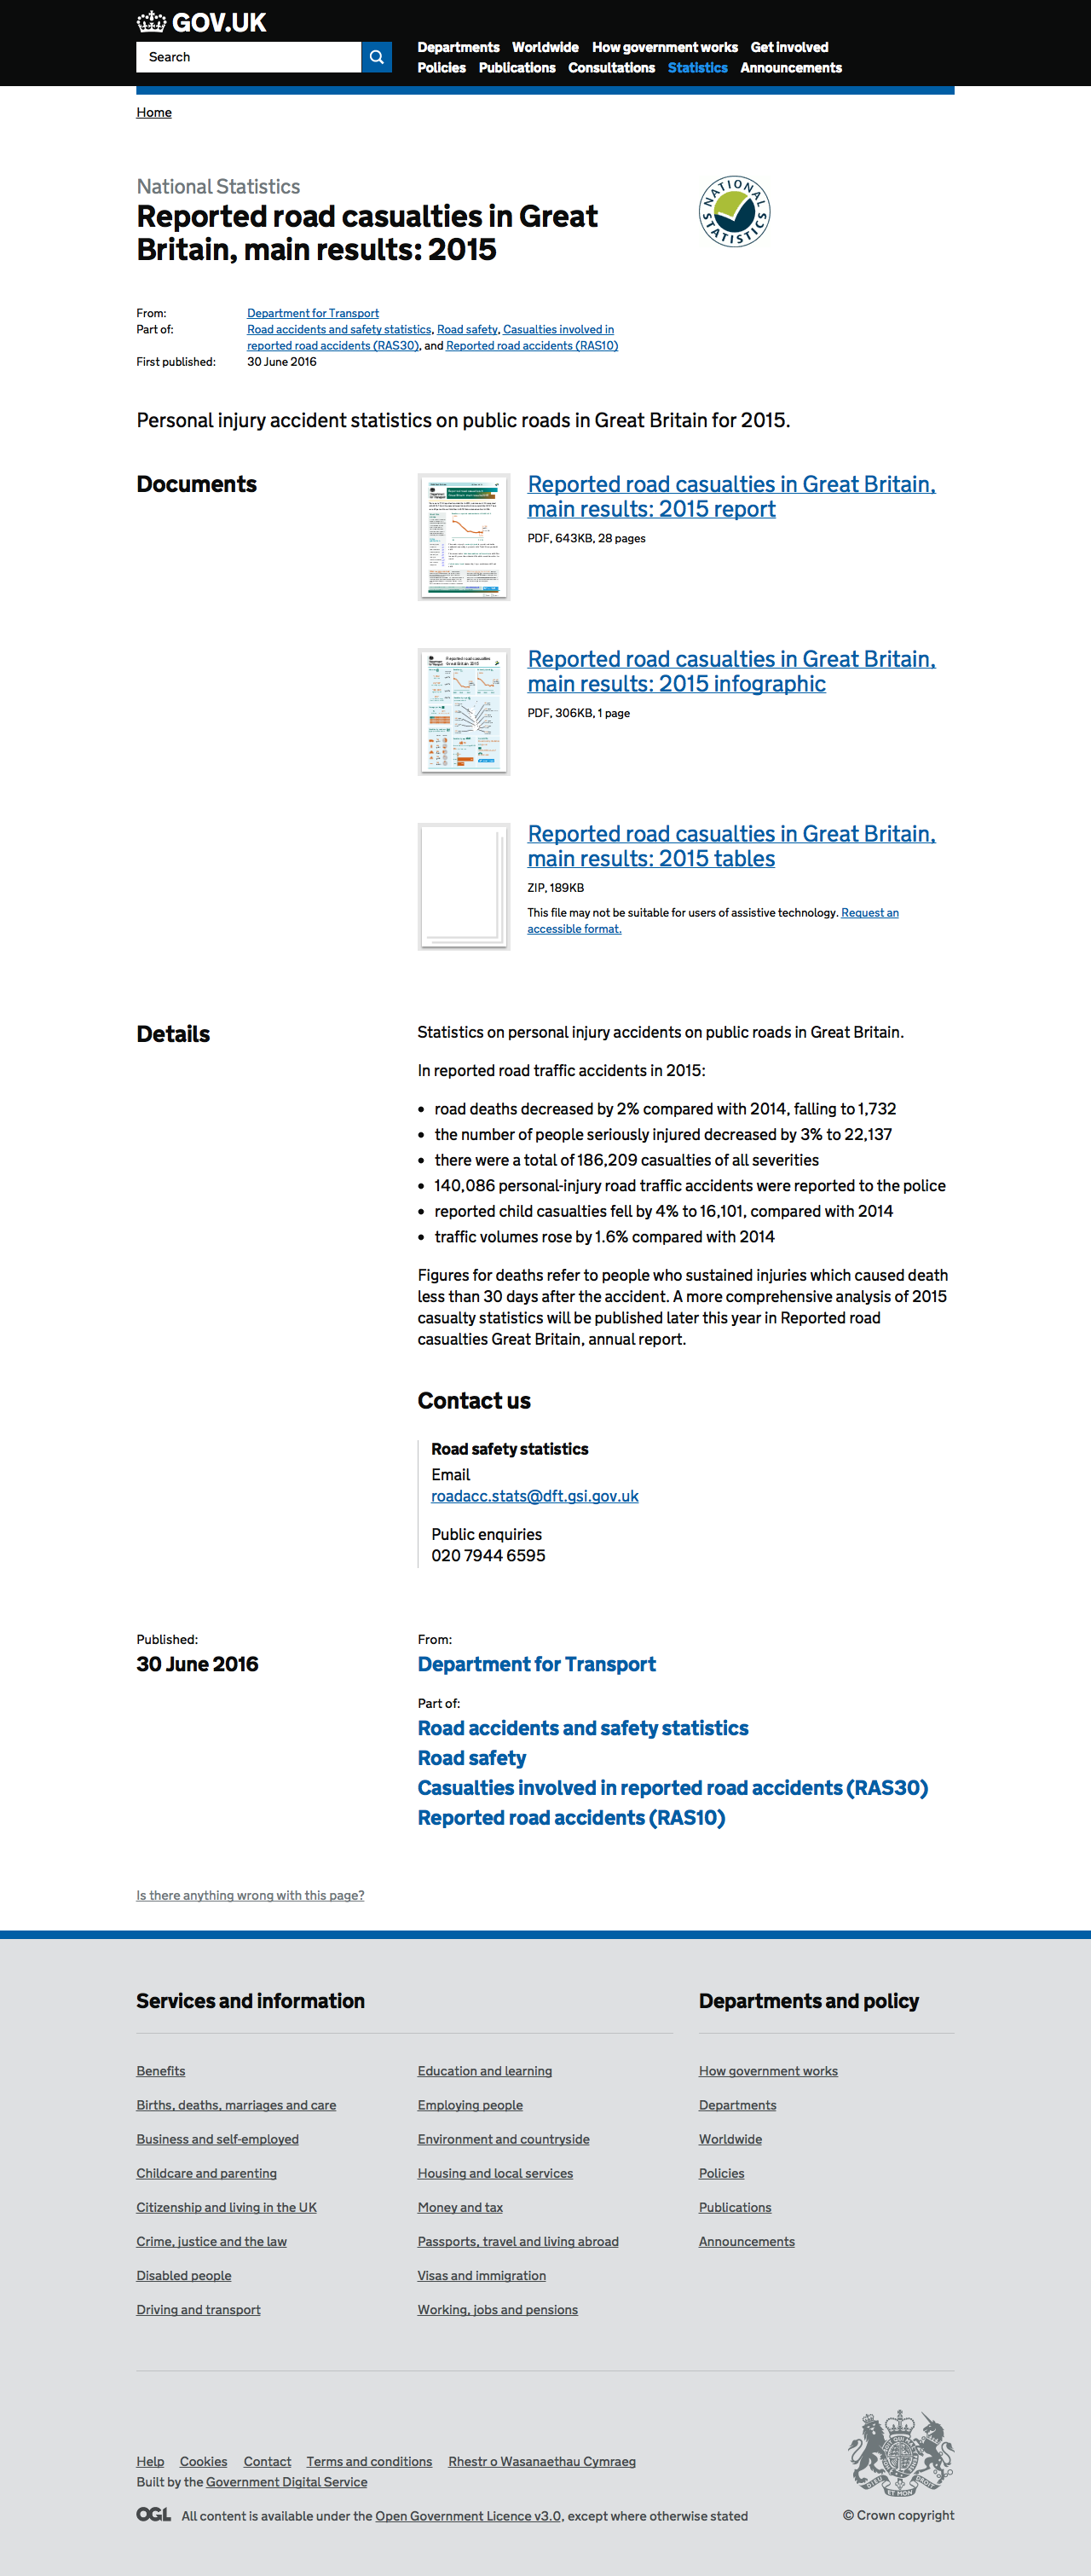 GOV.UK
Search
Departments Worldwide How government works Get involved
Policies Publications Consultations Statistics Announcements
Home
National Statistics
Reported road casualties in Great
Britain, main results: 2015
NATIONAL STATISTICS
From: Department for Transport
Part of: Road accidents and safety statistics, Road safety, Casualties involved in
reported road accidents (RAS30), and Reported road accidents (RAS10)
First published: 30 June 2016
Personal injury accident statistics on public roads in Great Britain for 2015.
Documents
Reported road casualties in Great Britain,
main results: 2015 report
PDF, 643KB, 28 pages
Reported road casualties
Great Britain, 2015
Reported road casualties in Great Britain,
main results: 2015 infographic
PDF, 306KB, 1 page
Reported road casualties in Great Britain,
main results: 2015 tables
ZIP, 189KB
This file may not be suitable for users of assistive technology. Request an
accessible format.
Details
Statistics on personal injury accidents on public roads in Great Britain.
In reported road traffic accidents in 2015:
• road deaths decreased by 2% compared with 2014, falling to 1,732
• the number of people seriously injured decreased by 3% to 22,137
• there were a total of 186,209 casualties of all severities
• 140,086 personal-injury road traffic accidents were reported to the police
• reported child casualties fell by 4% to 16,101, compared with 2014
• traffic volumes rose by 1.6% compared with 2014
Figures for deaths refer to people who sustained injuries which caused death
less than 30 days after the accident. A more comprehensive analysis of 2015
casualty statistics will be published later this year in Reported road
casualties Great Britain, annual report.
Contact us
Road safety statistics
Email
roadacc.stats@dft.gsi.gov.uk
Public enquiries
020 7944 6595
Published:
30 June 2016
From:
Department for Transport
Part of:
Road accidents and safety statistics
Road safety
Casualties involved in reported road accidents (RAS30)
Reported road accidents (RAS10)
Is there anything wrong with this page?
Services and information
Benefits
Births, deaths, marriages and care
Business and self-employed
Childcare and parenting
Citizenship and living in the UK
Crime, justice and the law
Disabled people
Driving and transport
Education and learning
Employing people
Environment and countryside
Housing and local services
Money and tax
Passports, travel and living abroad
Visas and immigration
Working, jobs and pensions
Departments and policy
How government works
Departments
Worldwide
Policies
Publications
Announcements
Help Cookies Contact Terms and conditions Rhestr o Wasanaethau Cymraeg
Built by the Government Digital Service
OGL All content is available under the Open Government Licence v3.0, except where otherwise stated
© Crown copyright